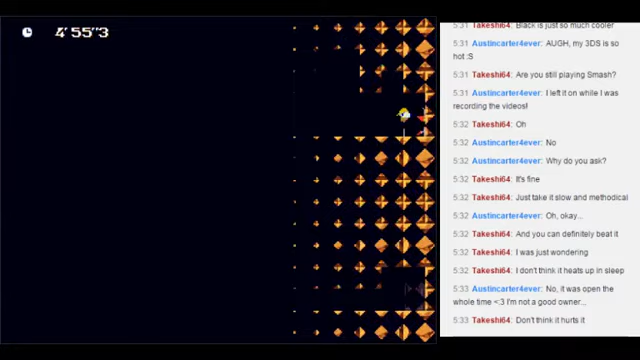 4'55"3
5:31 Takeshi64: Black is just so much cooler
5:31 Austincarter4ever: AUGH, my 3DS is so
hot :S
5:31 Takeshi64: Are you still playing Smash?
5:31 Austincarter4ever: I left it on while I was
recording the videos!
5:32 Takeshi64: Oh
5:32 Austincarter4ever: No
5:32 Austincarter4ever: Why do you ask?
5:32 Takeshi64: It's fine
5:32 Takeshi64: Just take it slow and methodical
5:32 Austincarter4ever: Oh, okay...
5:32 Takeshi64: And you can definitely beat it
5:32 Takeshi64: I was just wondering
5:32 Takeshi64: I don't think it heats up in sleep
5:33 Austincarter4ever: No, it was open the
whole time <:3 I'm not a good owner...
5:33 Takeshi64: Don't think it hurts it